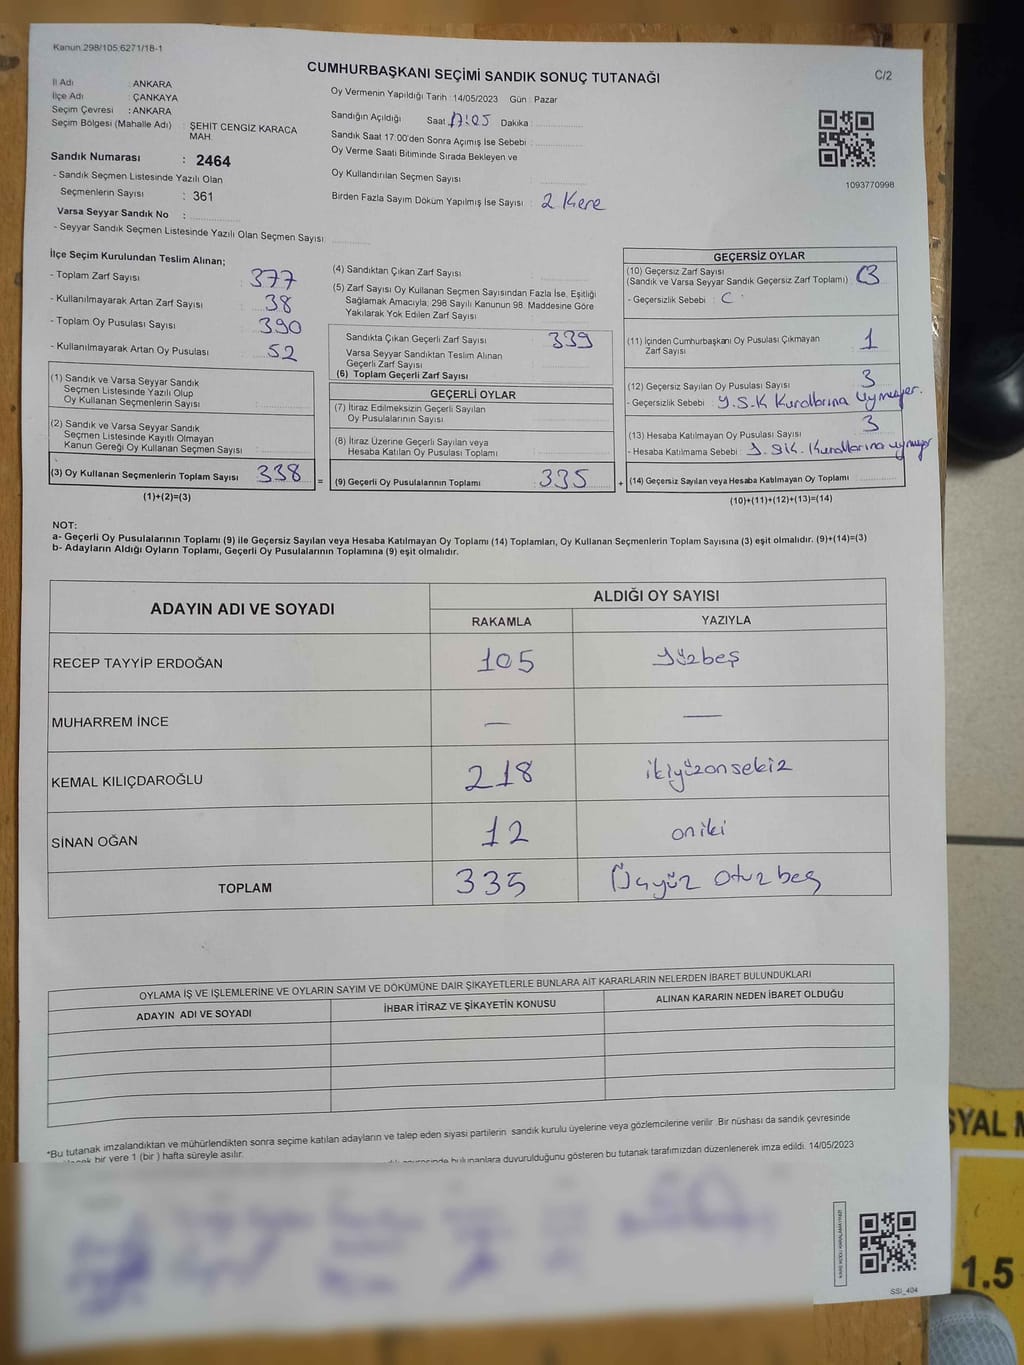 Kanun.298/105 6271/18-1
CUMHURBAŞKANI SEÇİMİ SANDIK SONUÇ TUTANAĞI
C/2
İl Adı : ANKARA
İlçe Adı : ÇANKAYA
Seçim Çevresi : ANKARA
Seçim Bölgesi (Mahalle Adı) : ŞEHİT CENGİZ KARACA
MAH.
Sandık Numarası : 2464
- Sandık Seçmen Listesinde Yazılı Olan
Seçmenlerin Sayısı : 361
Varsa Seyyar Sandık No :
- Seyyar Sandık Seçmen Listesinde Yazılı Olan Seçmen Sayısı:
Oy Vermenin Yapıldığı Tarih : 14/05/2023 Gün : Pazar
Sandığın Açıldığı Saat 17:05 Dakika :
Sandık Saat 17:00'den Sonra Açımış İse Sebebi :
Oy Verme Saati Bitiminde Sırada Bekleyen ve
Oy Kullandırılan Seçmen Sayısı
Birden Fazla Sayım Döküm Yapılmış İse Sayısı : 2 Kere
1093770998
İlçe Seçim Kurulundan Teslim Alınan;
- Toplam Zarf Sayısı 377
- Kullanılmayarak Artan Zarf Sayısı 38
- Toplam Oy Pusulası Sayısı 390
- Kullanılmayarak Artan Oy Pusulası 52
(1) Sandık ve Varsa Seyyar Sandık
Seçmen Listesinde Yazılı Olup
Oy Kullanan Seçmenlerin Sayısı
(2) Sandık ve Varsa Seyyar Sandık
Seçmen Listesinde Kayıtlı Olmayan
Kanun Gereği Oy Kullanan Seçmen Sayısı
(3) Oy Kullanan Seçmenlerin Toplam Sayısı 338 =
(1)+(2)=(3)
(4) Sandıktan Çıkan Zarf Sayısı
(5) Zarf Sayısı Oy Kullanan Seçmen Sayısından Fazla İse, Eşitliği
Sağlamak Amacıyla; 298 Sayılı Kanunun 98. Maddesine Göre
Yakılarak Yok Edilen Zarf Sayısı
Sandıkta Çıkan Geçerli Zarf Sayısı 339
Varsa Seyyar Sandıktan Teslim Alınan
Geçerli Zarf Sayısı
(6) Toplam Geçerli Zarf Sayısı
GEÇERLİ OYLAR
(7) İtiraz Edilmeksizin Geçerli Sayılan
Oy Pusulalarının Sayısı
(8) İtiraz Üzerine Geçerli Sayılan veya
Hesaba Katılan Oy Pusulası Toplamı
(9) Geçerli Oy Pusulalarının Toplamı : 335 +
GEÇERSİZ OYLAR
(10) Geçersiz Zarf Sayısı
(Sandık ve Varsa Seyyar Sandık Geçersiz Zarf Toplamı)
- Geçersizlik Sebebi :
(11) İçinden Cumhurbaşkanı Oy Pusulası Çıkmayan
Zarf Sayısı 1
(12) Geçersiz Sayılan Oy Pusulası Sayısı 3
- Geçersizlik Sebebi : Y.S.K Kurallarına Uymuyor.
(13) Hesaba Katılmayan Oy Pusulası Sayısı 3
- Hesaba Katılmama Sebebi : Y.SK. Kurallarına uymuyor
(14) Geçersiz Sayılan veya Hesaba Katılmayan Oy Toplamı
(10)+(11)+(12)+(13)=(14)
NOT:
a- Geçerli Oy Pusulalarının Toplamı (9) ile Geçersiz Sayılan veya Hesaba Katılmayan Oy Toplamı (14) Toplamları, Oy Kullanan Seçmenlerin Toplam Sayısına (3) eşit olmalıdır. (9)+(14)=(3)
b- Adayların Aldığı Oyların Toplamı, Geçerli Oy Pusulalarının Toplamına (9) eşit olmalıdır.
ADAYIN ADI VE SOYADI
ALDIĞI OY SAYISI
RAKAMLA YAZIYLA
RECEP TAYYİP ERDOĞAN 105 Yüzbeş
MUHARREM İNCE — —
KEMAL KILIÇDAROĞLU 218 ikiyüzonsekiz
SİNAN OĞAN 12 oniki
TOPLAM 335 Üçyüz otuzbeş
OYLAMA İŞ VE İŞLEMLERİNE VE OYLARIN SAYIM VE DÖKÜMÜNE DAİR ŞİKAYETLERLE BUNLARA AİT KARARLARIN NELERDEN İBARET BULUNDUKLARI
ADAYIN ADI VE SOYADI İHBAR İTİRAZ VE ŞİKAYETİN KONUSU ALINAN KARARIN NEDEN İBARET OLDUĞU
*Bu tutanak imzalandıktan ve mühürlendikten sonra seçime katılan adayların ve talep eden siyasi partilerin sandık kurulu üyelerine veya gözlemcilerine verilir. Bir nüshası da sandık çevresinde
bir yere 1 (bir) hafta süreyle asılır.
bulunanlara duyurulduğunu gösteren bu tutanak tarafımızdan düzenlenerek imza edildi. 14/05/2023
SSI_404
SYAL M
1.5